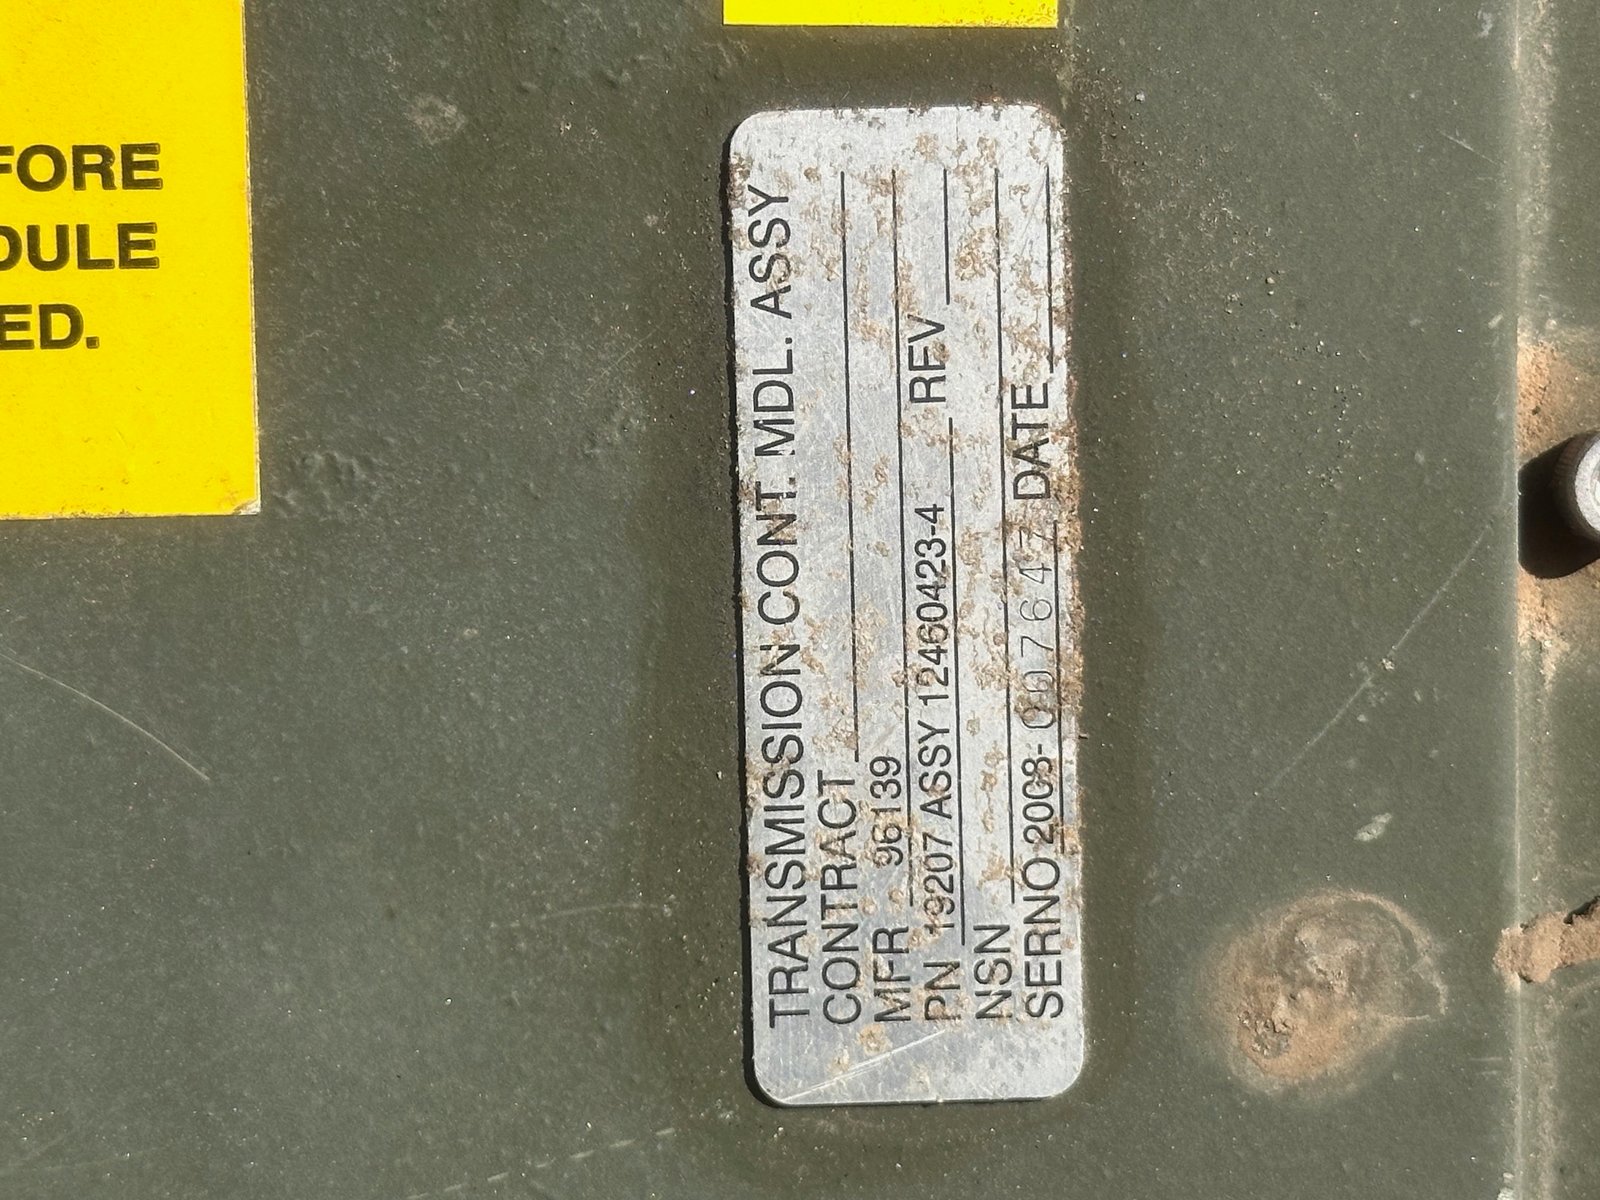 FORE
DULE
ED.
TRANSMISSION CONT. MDL. ASSY
CONTRACT
MFR 96139
PN 19207 ASSY 12460423-4 REV
NSN
SERNO 2008- 007647 DATE